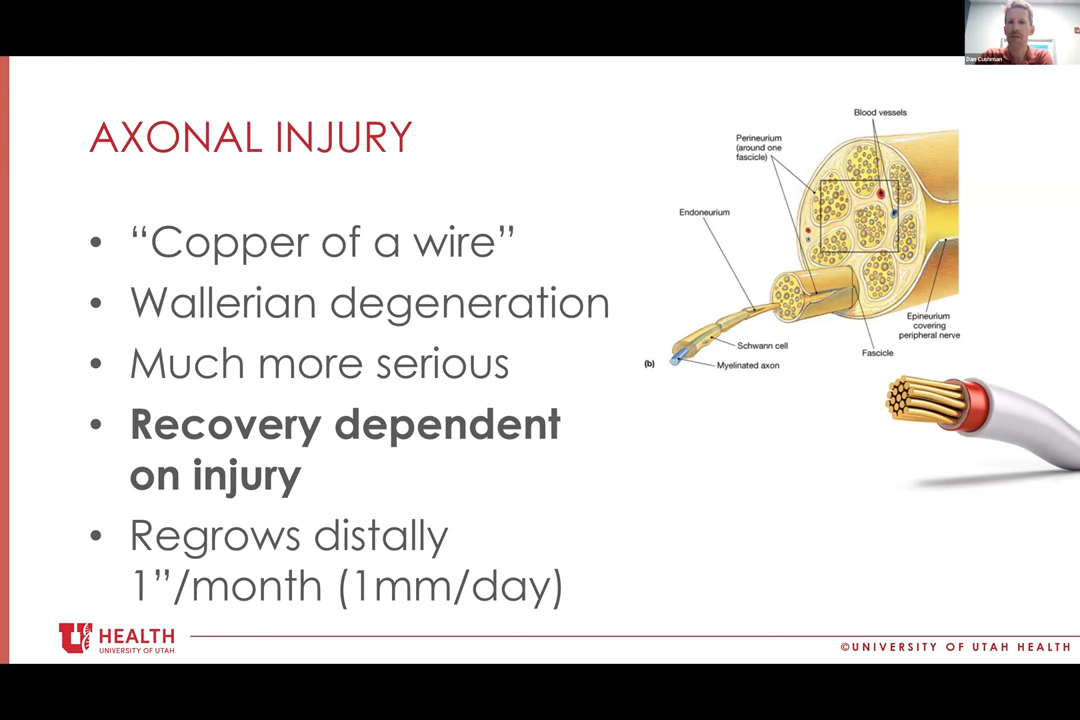 Dan Cushman
AXONAL INJURY
• “Copper of a wire”
• Wallerian degeneration
• Much more serious
• Recovery dependent
on injury
• Regrows distally
1”/month (1mm/day)
Blood vessels
Perineurium
(around one
fascicle)
Endoneurium
Epineurium
covering
peripheral nerve
Schwann cell
Fascicle
(b)
Myelinated axon
U HEALTH
UNIVERSITY OF UTAH
©UNIVERSITY OF UTAH HEALTH